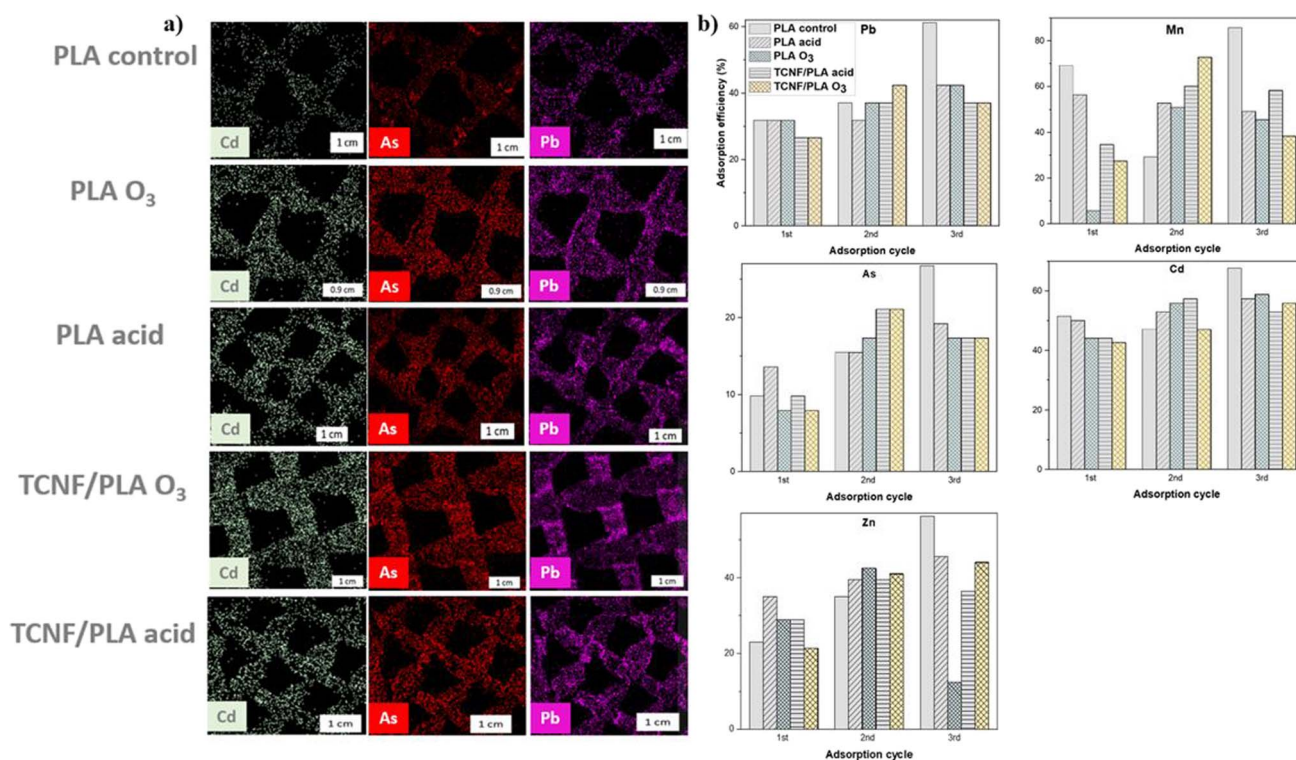 a)
PLA control
Cd
1 cm
As
1 cm
Pb
1 cm
PLA O₃
Cd
1 cm
As
0.9 cm
Pb
0.9 cm
PLA acid
Cd
1 cm
As
1 cm
Pb
1 cm
TCNF/PLA O₃
Cd
1 cm
As
1 cm
Pb
1 cm
TCNF/PLA acid
Cd
1 cm
As
1 cm
Pb
1 cm
b)
Pb
PLA control
PLA acid
PLA O₃
TCNF/PLA acid
TCNF/PLA O₃
Adsorption efficiency (%)
60
40
20
0
1st 2nd 3rd
Adsorption cycle
Mn
80
60
40
20
0
1st 2nd 3rd
Adsorption cycle
As
20
10
0
1st 2nd 3rd
Adsorption cycle
Cd
60
40
20
0
1st 2nd 3rd
Adsorption cycle
Zn
40
20
0
1st 2nd 3rd
Adsorption cycle